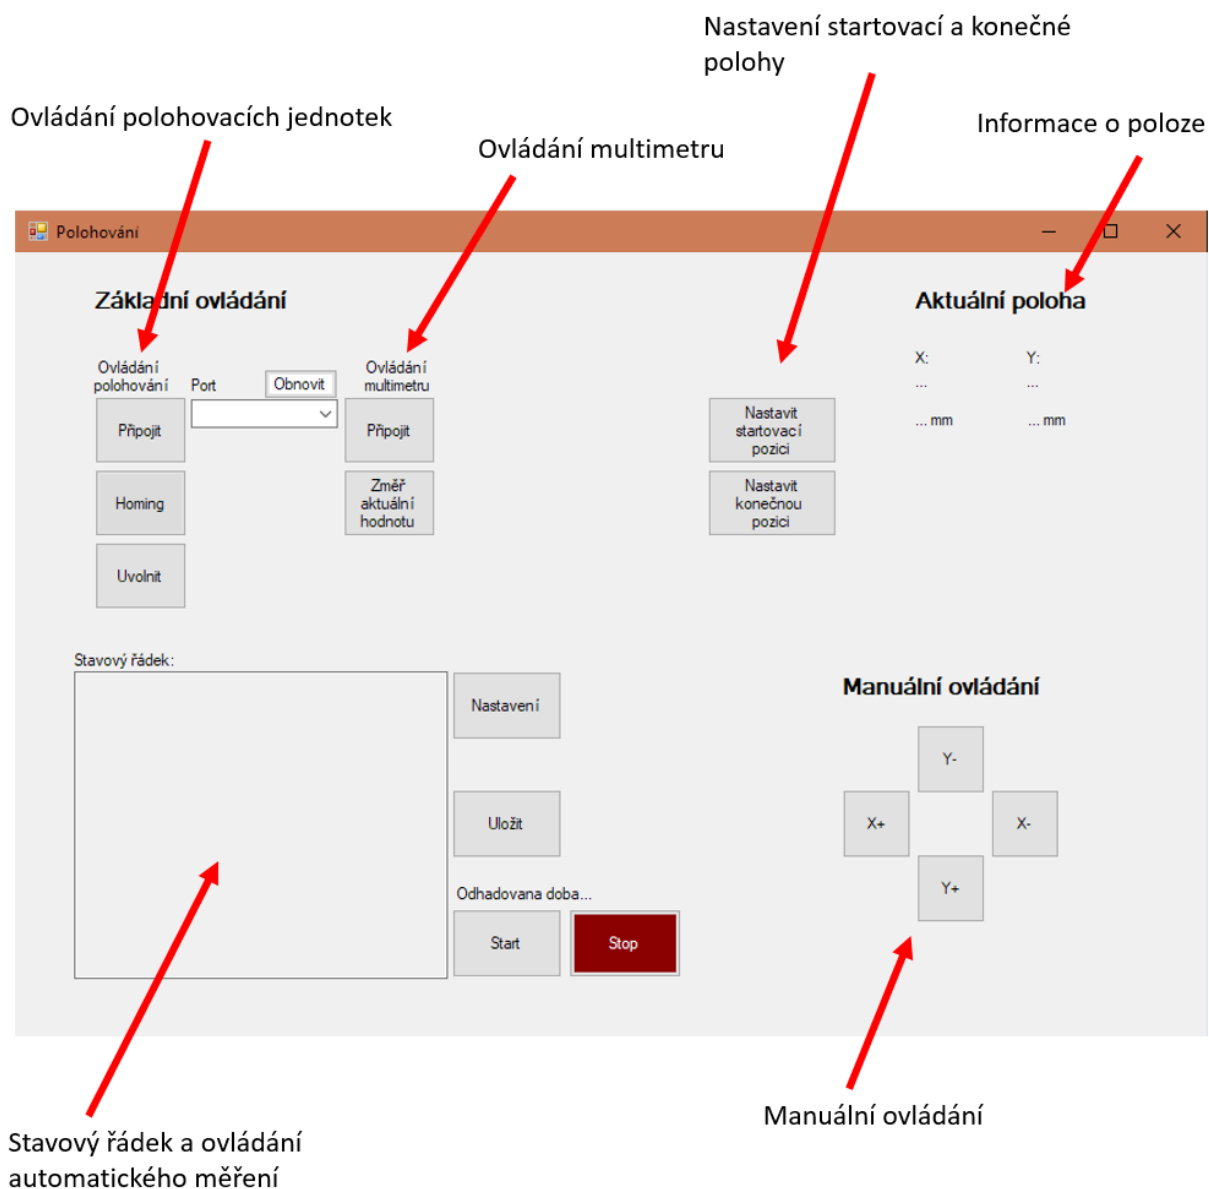 Nastavení startovací a konečné
polohy
Ovládání polohovacích jednotek
Informace o poloze
Ovládání multimetru
Polohování
Základní ovládání
Aktuální poloha
Ovládání
polohování
Port
Obnovit
Ovládání
multimetru
X:
Y:
...
...
... mm
... mm
Připojit
Připojit
Nastavit
startovací
pozici
Homing
Změř
aktuální
hodnotu
Nastavit
konečnou
pozici
Uvolnit
Stavový řádek:
Nastavení
Manuální ovládání
Y-
Uložit
X+
X-
Y+
Odhadovana doba...
Start
Stop
Manuální ovládání
Stavový řádek a ovládání
automatického měření